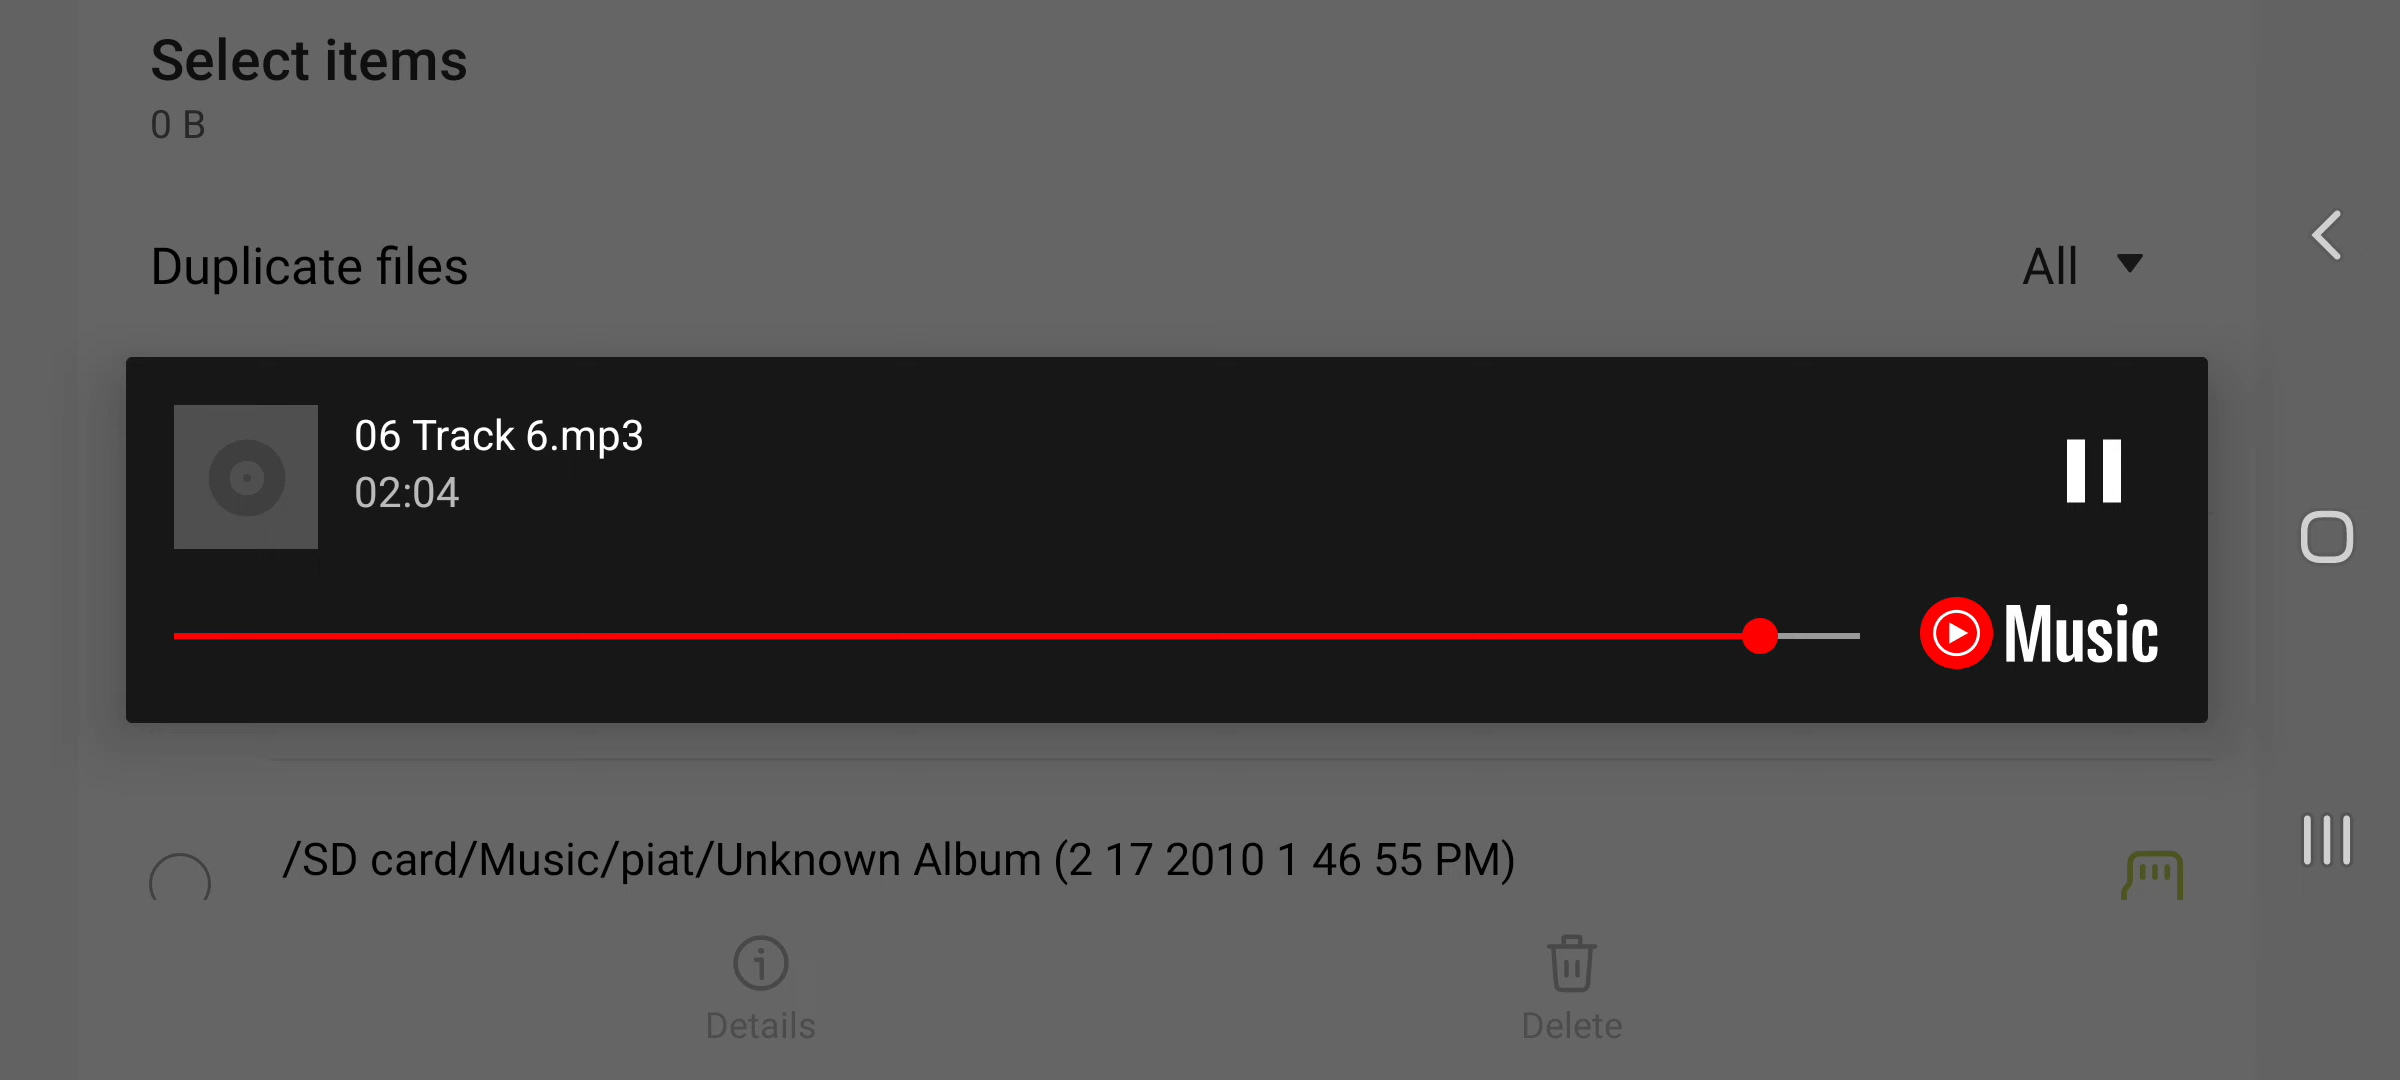 Select items
0 B
Duplicate files
All
06 Track 6.mp3
02:04
Music
/SD card/Music/piat/Unknown Album (2 17 2010 1 46 55 PM)
Details
Delete